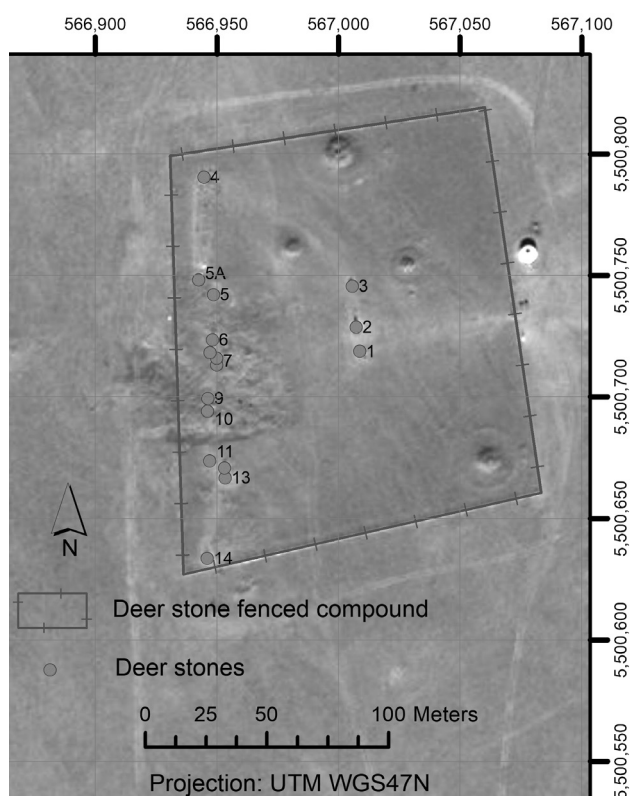 566,900 566,950 567,000 567,050 567,100
5,500,800
4
5A
5,500,750
3
5
2
6
1
7
5,500,700
9
10
11
13
5,500,650
14
N
Deer stone fenced compound
5,500,600
Deer stones
0 25 50 100 Meters
5,500,550
Projection: UTM WGS47N